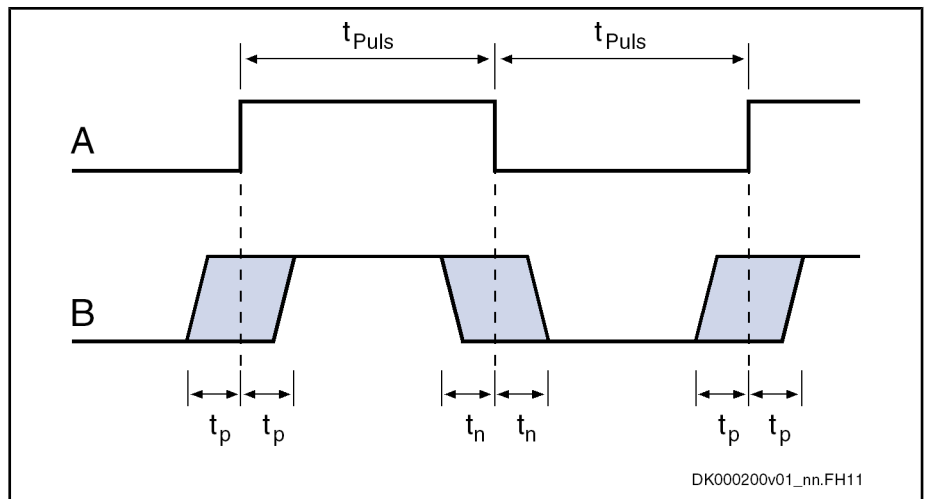 tPuls tPuls
A
B
tp tp tn tn tp tp
DK000200v01_nn.FH11